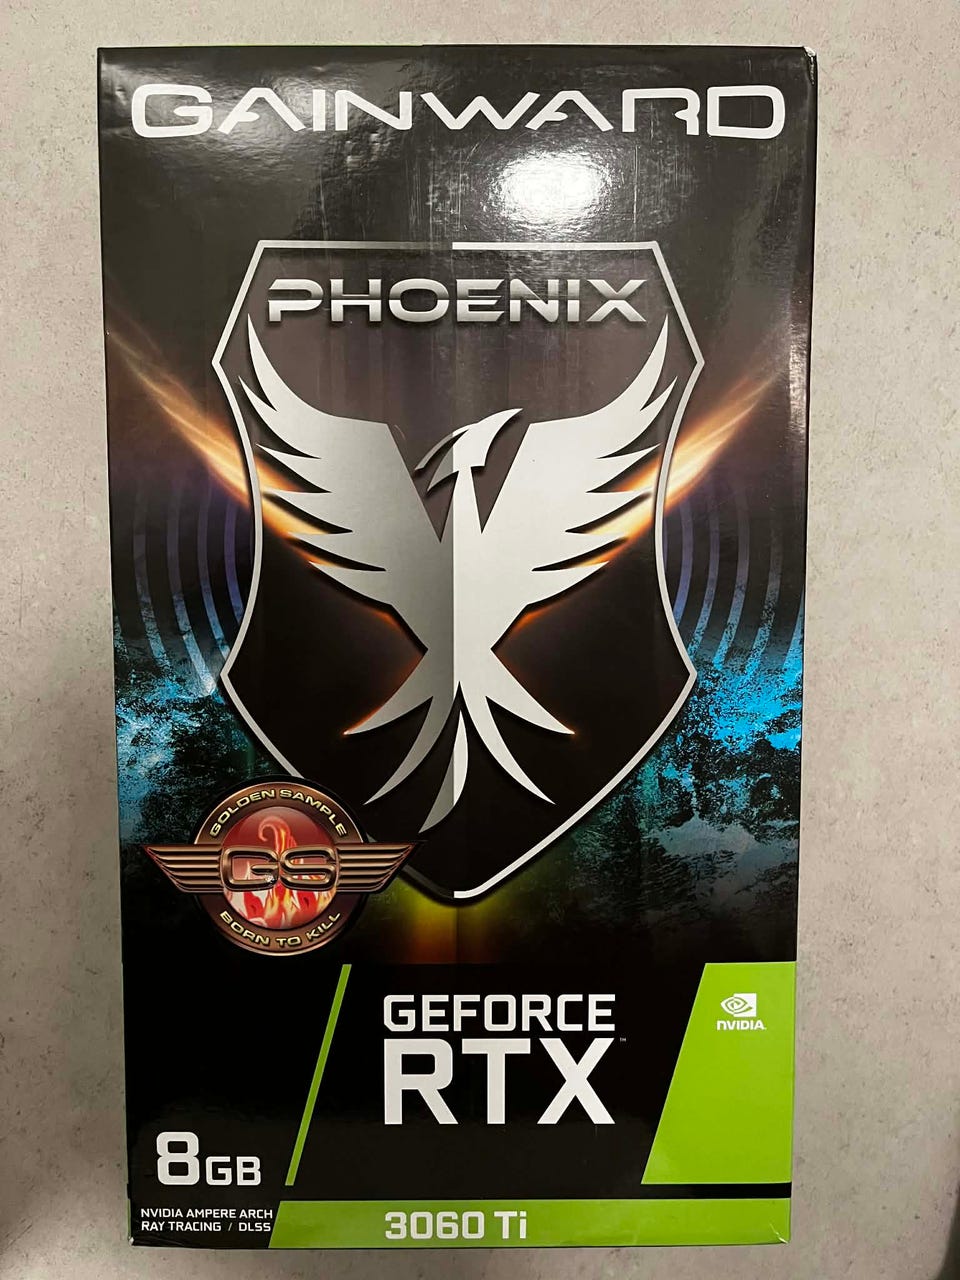 GAINWARD
PHOENIX
GOLDEN SAMPLE
GS
BORN TO KILL
GEFORCE
RTX™
NVIDIA.
8GB
NVIDIA AMPERE ARCH
RAY TRACING / DLSS
3060 Ti